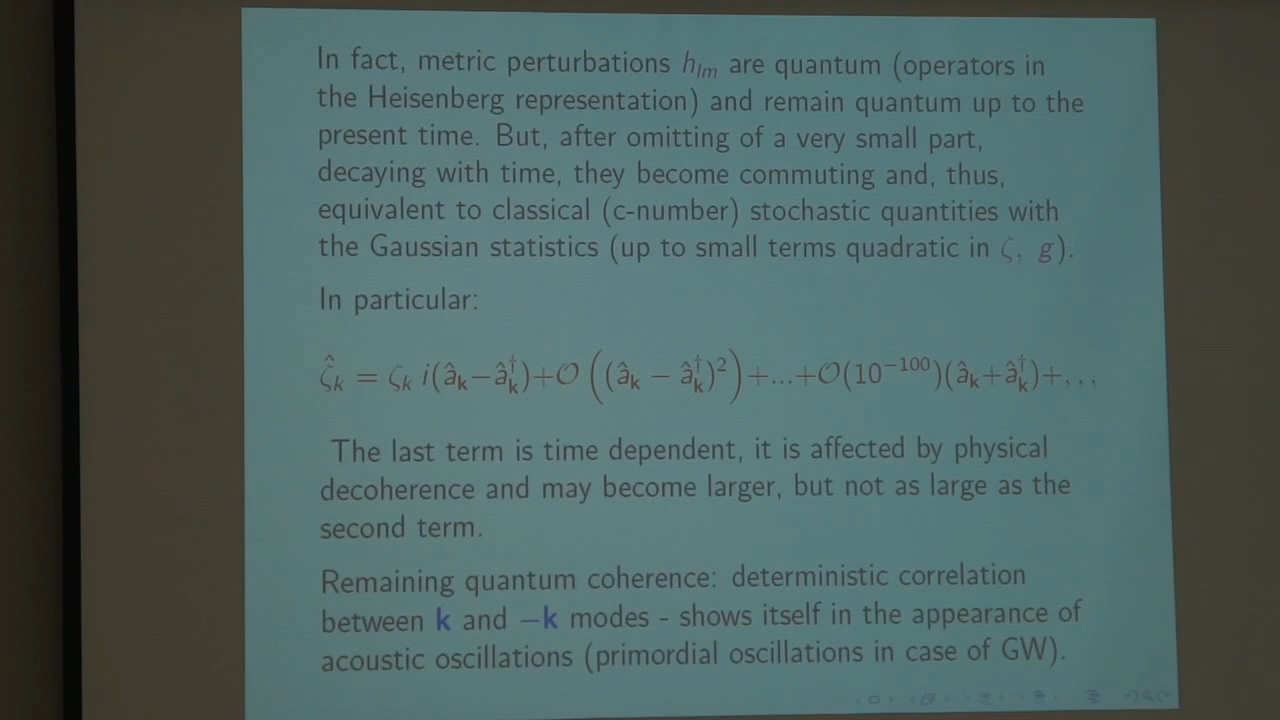 In fact, metric perturbations h_{lm} are quantum (operators in
the Heisenberg representation) and remain quantum up to the
present time. But, after omitting of a very small part,
decaying with time, they become commuting and, thus,
equivalent to classical (c-number) stochastic quantities with
the Gaussian statistics (up to small terms quadratic in ζ, g).
In particular:
ζ̂_k = ζ_k i(â_k−â_k^†)+𝒪((â_k − â_k^†)²)+...+𝒪(10^{−100})(â_k+â_k^†)+,,,
The last term is time dependent, it is affected by physical
decoherence and may become larger, but not as large as the
second term.
Remaining quantum coherence: deterministic correlation
between k and −k modes - shows itself in the appearance of
acoustic oscillations (primordial oscillations in case of GW).